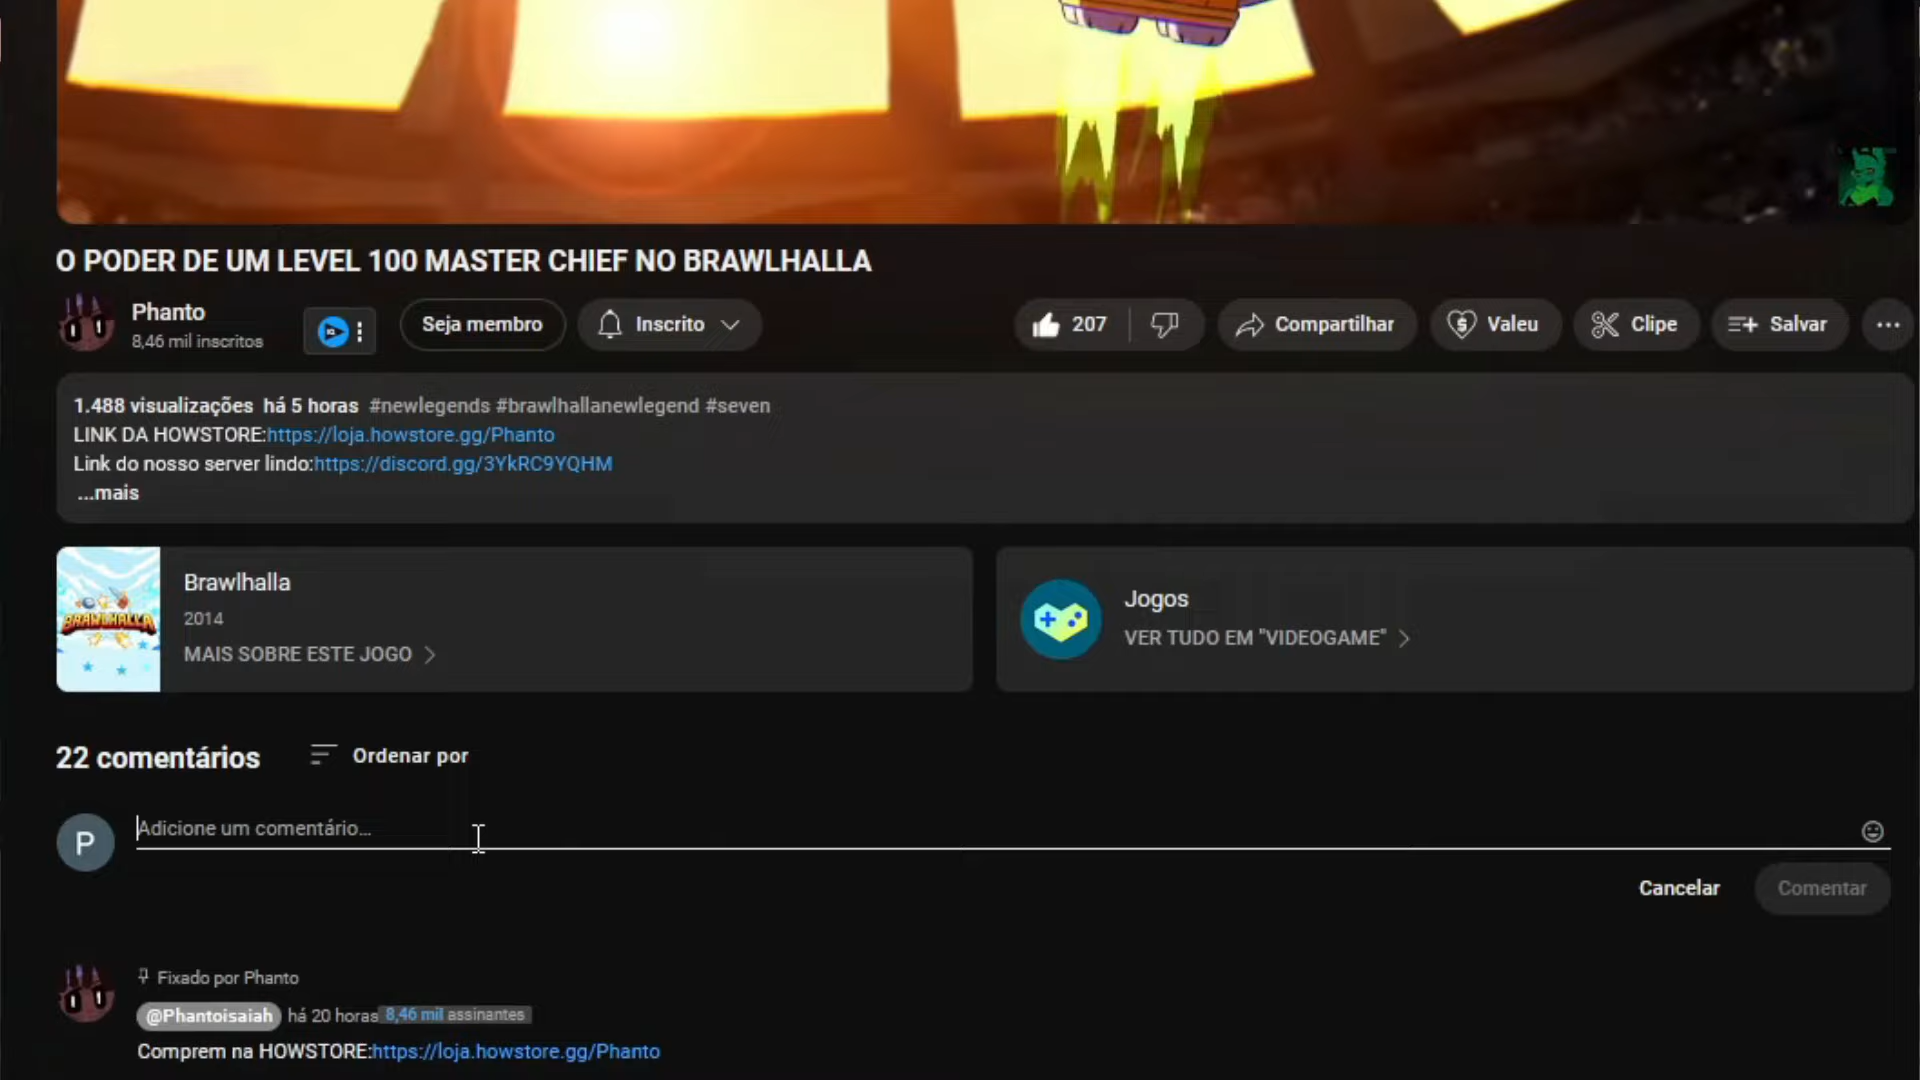 O PODER DE UM LEVEL 100 MASTER CHIEF NO BRAWLHALLA
Phanto
8,46 mil inscritos
Seja membro
Inscrito
207
Compartilhar
Valeu
Clipe
Salvar
1.488 visualizações há 5 horas #newlegends #brawlhallanewlegend #seven
LINK DA HOWSTORE:https://loja.howstore.gg/Phanto
Link do nosso server lindo:https://discord.gg/3YkRC9YQHM
...mais
BRAWLHALLA
Brawlhalla
2014
MAIS SOBRE ESTE JOGO
Jogos
VER TUDO EM "VIDEOGAME"
22 comentários
Ordenar por
P
Adicione um comentário...
Cancelar
Comentar
Fixado por Phanto
@Phantoisaiah há 20 horas 8,46 mil assinantes
Comprem na HOWSTORE:https://loja.howstore.gg/Phanto